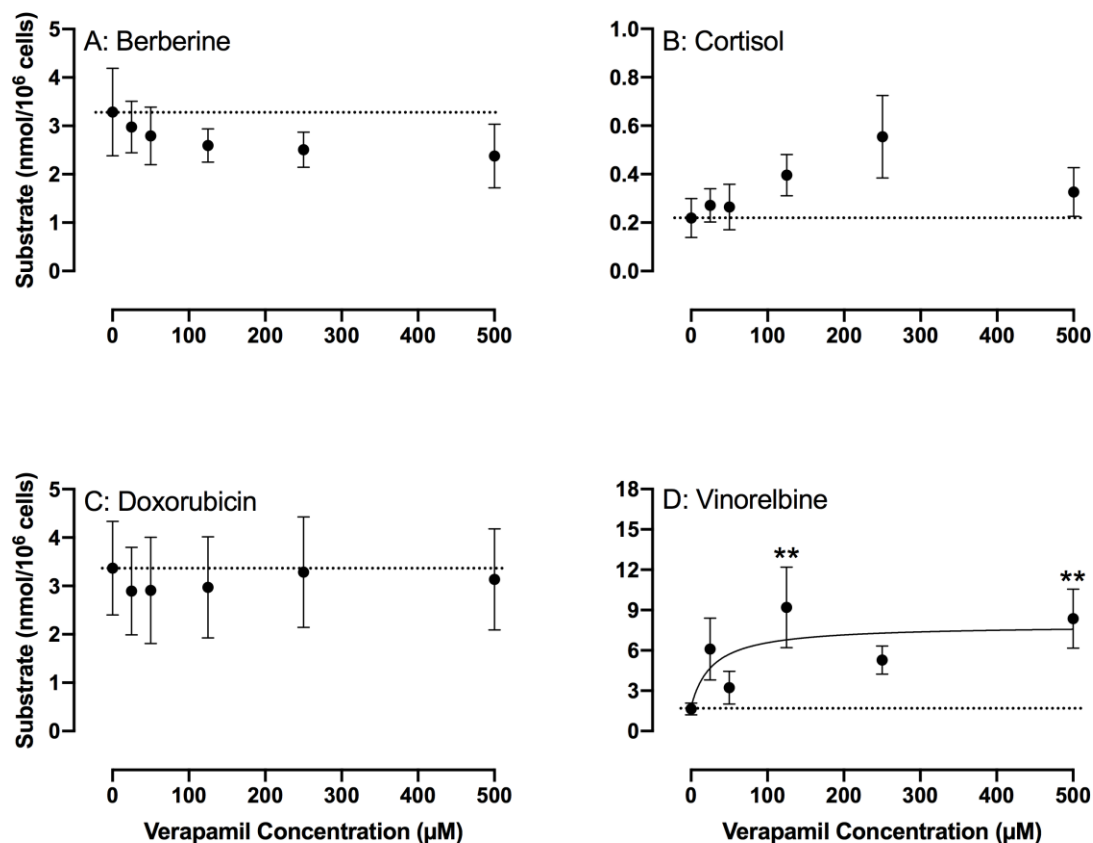 A: Berberine
Substrate (nmol/10⁶ cells)
5
4
3
2
1
0
0 100 200 300 400 500
B: Cortisol
1.0
0.8
0.6
0.4
0.2
0.0
0 100 200 300 400 500
C: Doxorubicin
Substrate (nmol/10⁶ cells)
5
4
3
2
1
0
0 100 200 300 400 500
Verapamil Concentration (µM)
D: Vinorelbine
18
15
12
9
6
3
0
**
**
0 100 200 300 400 500
Verapamil Concentration (µM)